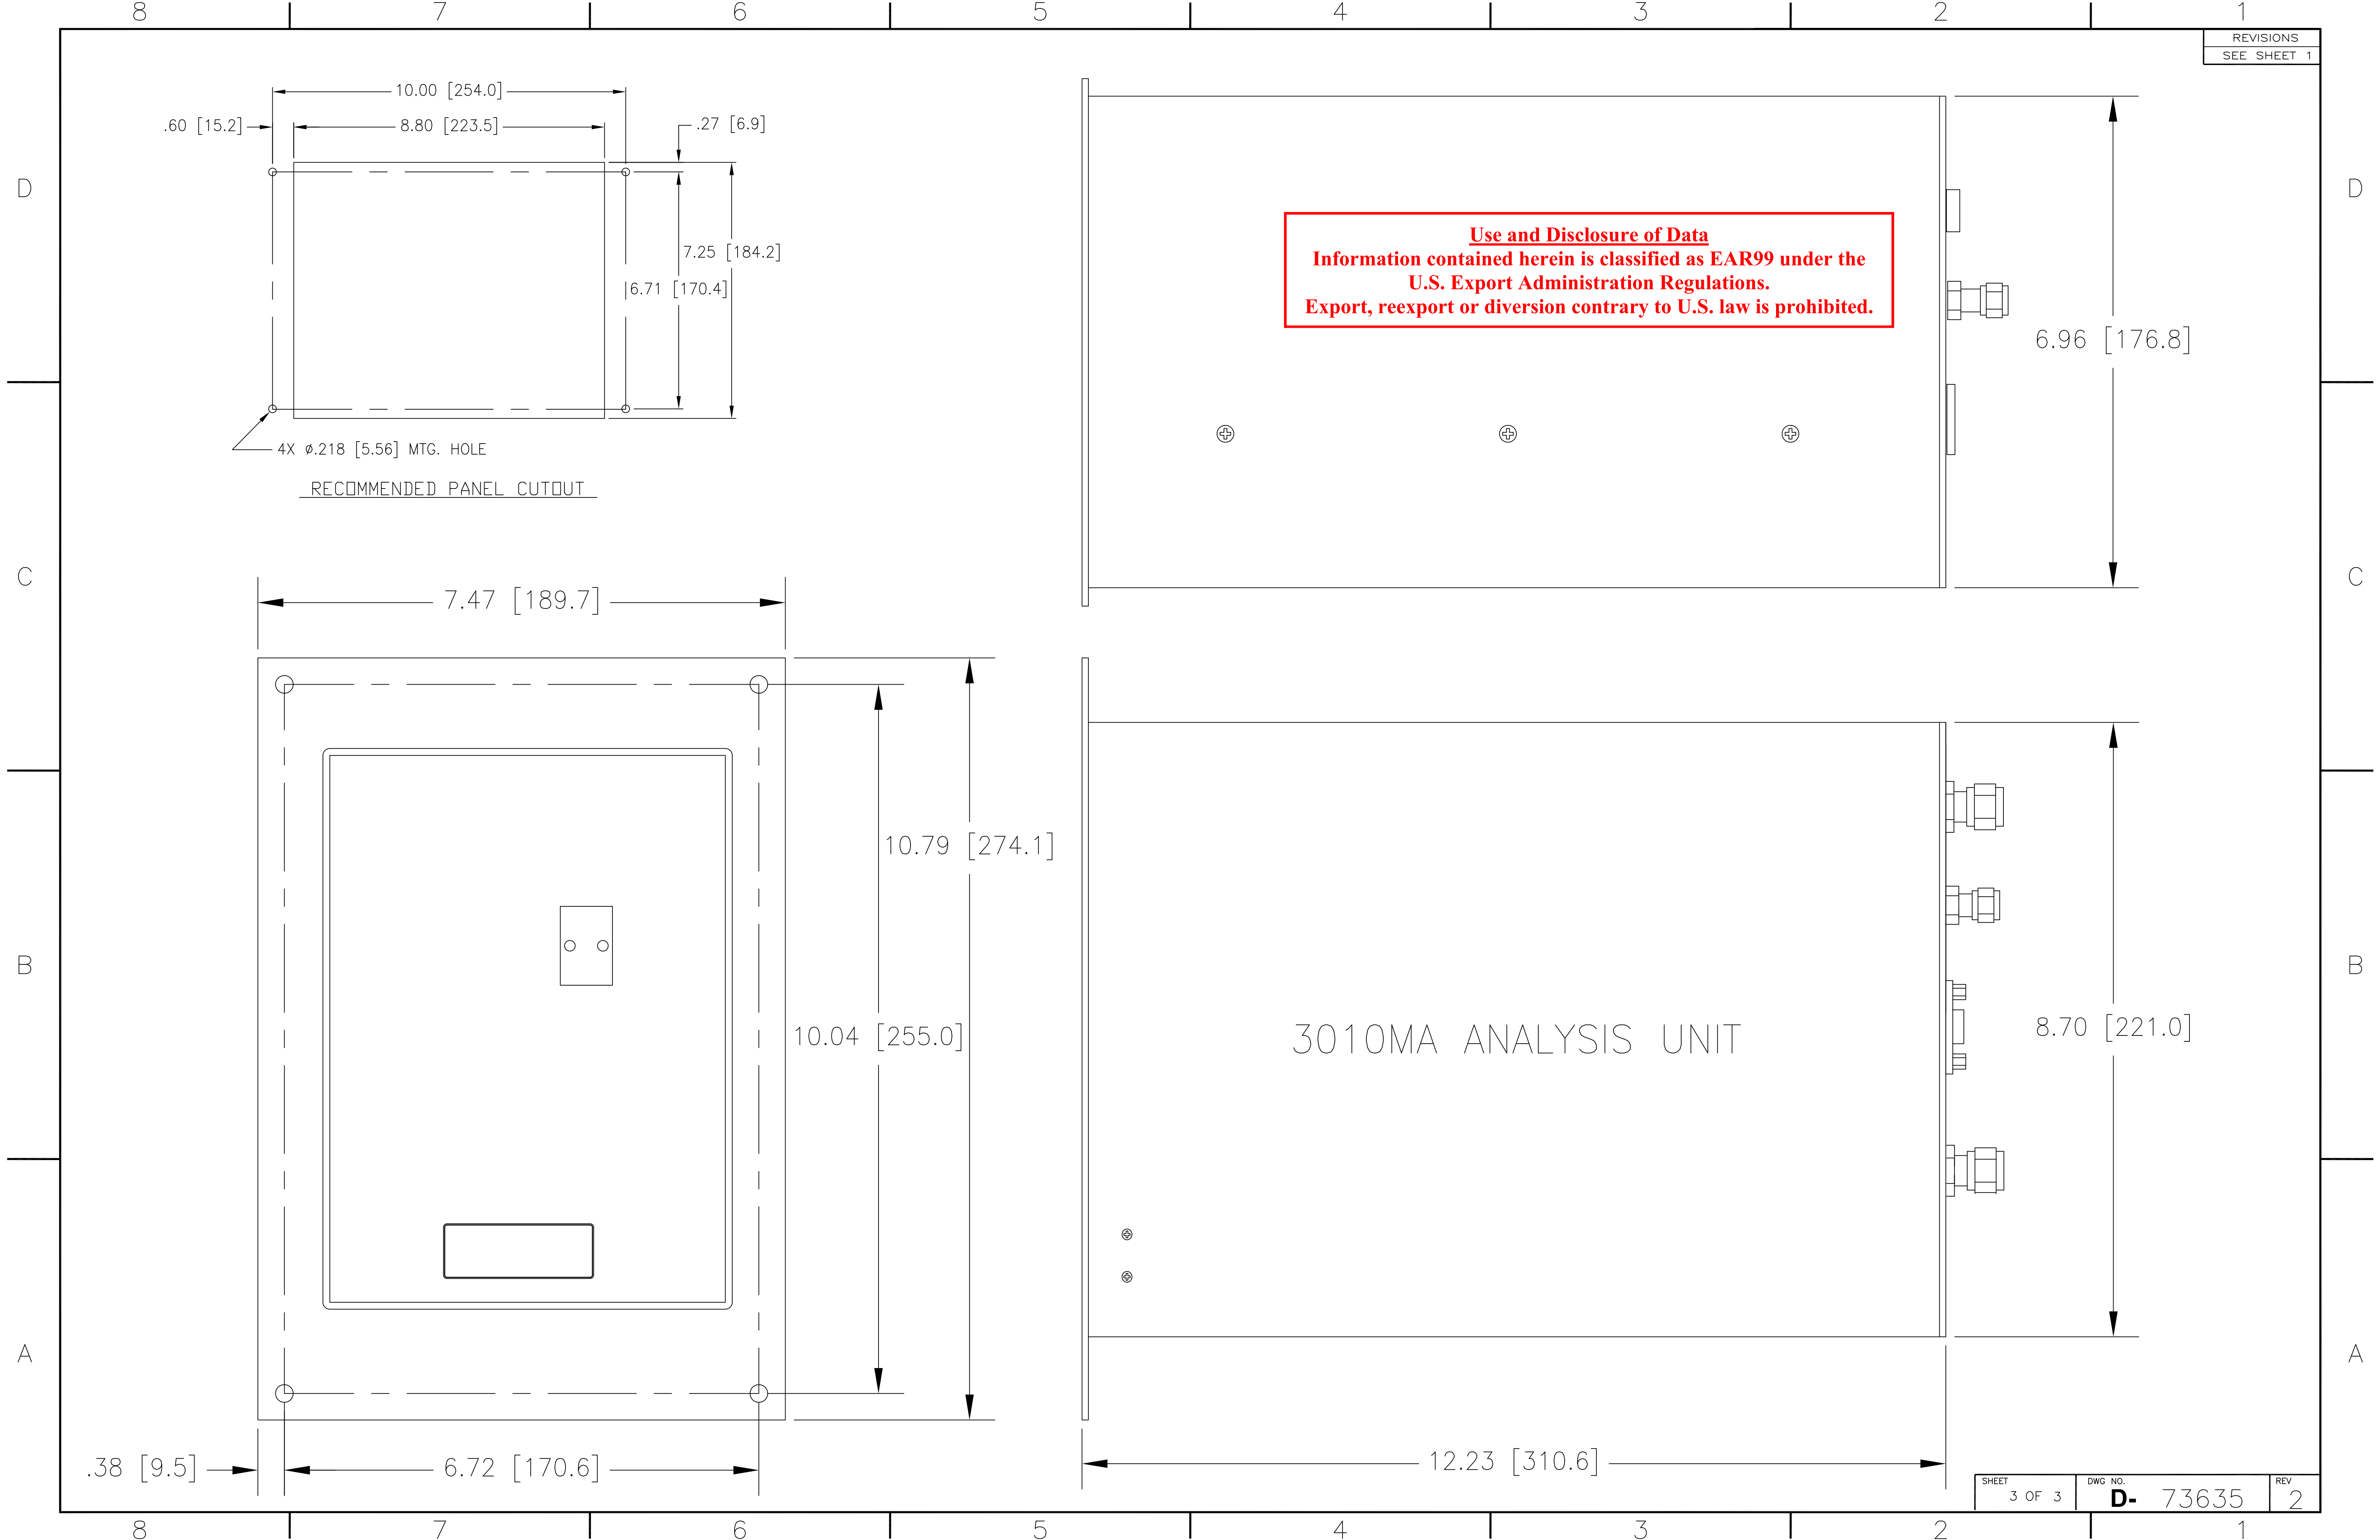 8 7 6 5 4 3 2 1
REVISIONS
SEE SHEET 1
10.00 [254.0]
.60 [15.2]
8.80 [223.5]
.27 [6.9]
D
D
7.25 [184.2]
6.71 [170.4]
Use and Disclosure of Data
Information contained herein is classified as EAR99 under the
U.S. Export Administration Regulations.
Export, reexport or diversion contrary to U.S. law is prohibited.
6.96 [176.8]
4X ø.218 [5.56] MTG. HOLE
RECOMMENDED PANEL CUTOUT
C
C
7.47 [189.7]
10.79 [274.1]
B
B
10.04 [255.0]
3010MA ANALYSIS UNIT
8.70 [221.0]
A
A
.38 [9.5]
6.72 [170.6]
12.23 [310.6]
SHEET
3 OF 3
DWG NO.
D- 73635
REV
2
8 7 6 5 4 3 2 1